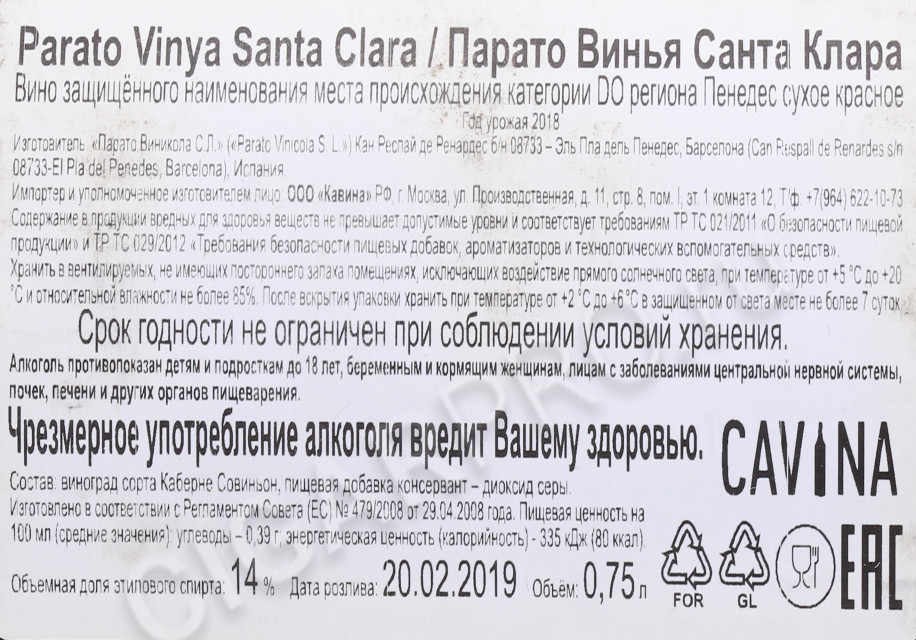 Parato Vinya Santa Clara / Парато Винья Санта Клара
Вино защищённого наименования места происхождения категории DO региона Пенедес сухое красное
Год урожая 2018
Изготовитель: «Парато Виникола С.Л.» («Parato Vinicola S. L.») Кан Респай де Ренардес б/н 08733 – Эль Пла дель Пенедес, Барселона (Can Respall de Renardes s/n
08733-El Pla del Penedes, Barcelona), Испания
Импортер и уполномоченное изготовителем лицо: ООО «Кавина» РФ, г. Москва, ул. Производственная, д. 11, стр. 8, пом. I, эт. 1 комната 12, Т/ф. +7(964) 622-10-73
Содержание в продукции вредных для здоровья веществ не превышает допустимые уровни и соответствует требованиям ТР ТС 021/2011 «О безопасности пищевой
продукции» и ТР ТС 029/2012 «Требования безопасности пищевых добавок, ароматизаторов и технологических вспомогательных средств».
Хранить в вентилируемых, не имеющих постороннего запаха помещениях, исключающих воздействие прямого солнечного света, при температуре от +5 °С до +20
°С и относительной влажности не более 85%. После вскрытия упаковки хранить при температуре от +2 °С до +6°С в защищенном от света месте не более 7 суток
Срок годности не ограничен при соблюдении условий хранения.
Алкоголь противопоказан детям и подросткам до 18 лет, беременным и кормящим женщинам, лицам с заболеваниями центральной нервной системы,
почек, печени и других органов пищеварения.
Чрезмерное употребление алкоголя вредит Вашему здоровью.
CAVINA
Состав: виноград сорта Каберне Совиньон, пищевая добавка консервант – диоксид серы.
Изготовлено в соответствии с Регламентом Совета (ЕС) № 479/2008 от 29.04.2008 года. Пищевая ценность на
100 мл (средние значения): углеводы – 0,39 г; энергетическая ценность (калорийность) - 335 кДж (80 ккал).
Объемная доля этилового спирта: 14 % Дата розлива: 20.02.2019 Объём: 0,75 л
FOR GL EAC
CIGARPRO.ru